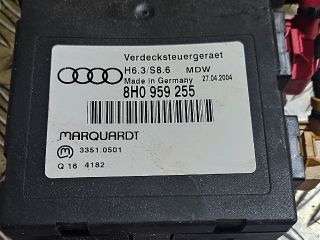 Verdecksteuergeraet
H6.3/S8.6 MDW
Made in Germany 27.04.2004
8H0 959 255
MARQUARDT
m 3351.0501
Q 16 4182